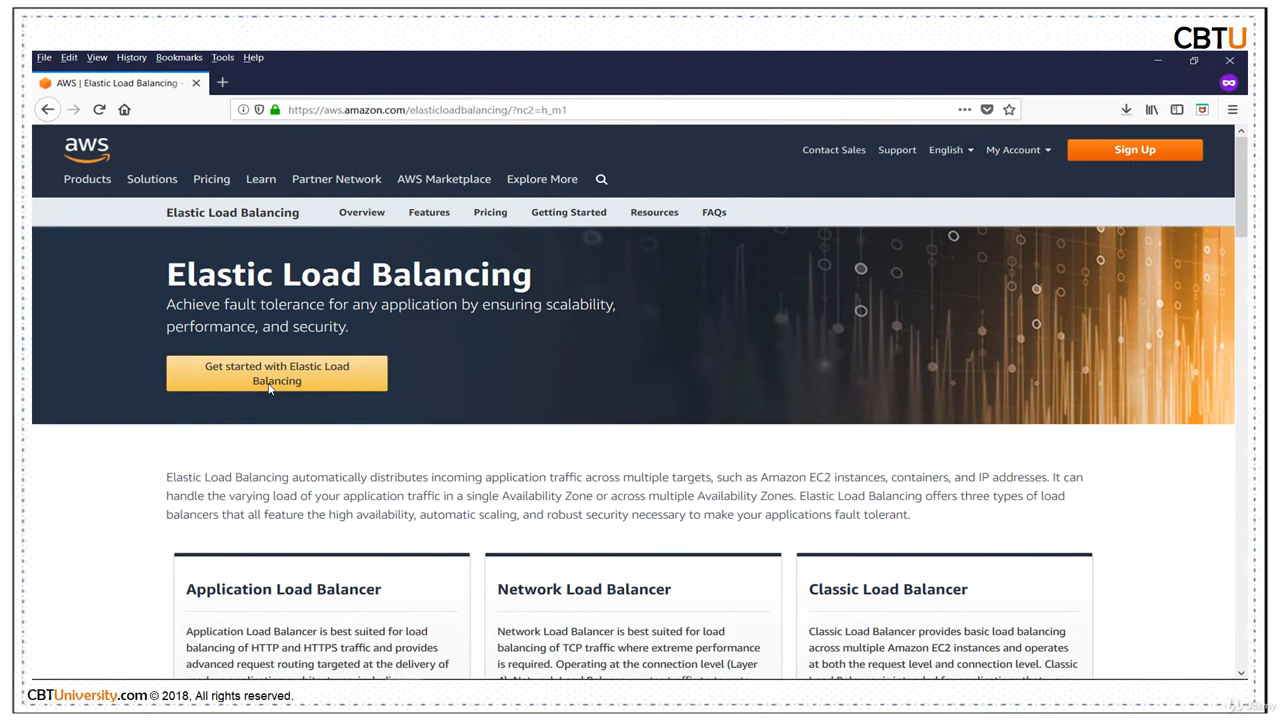 CBTU
File Edit View History Bookmarks Tools Help
AWS | Elastic Load Balancing -
https://aws.amazon.com/elasticloadbalancing/?nc2=h_m1
aws
Contact Sales Support English My Account Sign Up
Products Solutions Pricing Learn Partner Network AWS Marketplace Explore More
Elastic Load Balancing Overview Features Pricing Getting Started Resources FAQs
Elastic Load Balancing
Achieve fault tolerance for any application by ensuring scalability,
performance, and security.
Get started with Elastic Load
Balancing
Elastic Load Balancing automatically distributes incoming application traffic across multiple targets, such as Amazon EC2 instances, containers, and IP addresses. It can
handle the varying load of your application traffic in a single Availability Zone or across multiple Availability Zones. Elastic Load Balancing offers three types of load
balancers that all feature the high availability, automatic scaling, and robust security necessary to make your applications fault tolerant.
Application Load Balancer
Application Load Balancer is best suited for load
balancing of HTTP and HTTPS traffic and provides
advanced request routing targeted at the delivery of
Network Load Balancer
Network Load Balancer is best suited for load
balancing of TCP traffic where extreme performance
is required. Operating at the connection level (Layer
Classic Load Balancer
Classic Load Balancer provides basic load balancing
across multiple Amazon EC2 instances and operates
at both the request level and connection level. Classic
CBTUniversity.com © 2018, All rights reserved.